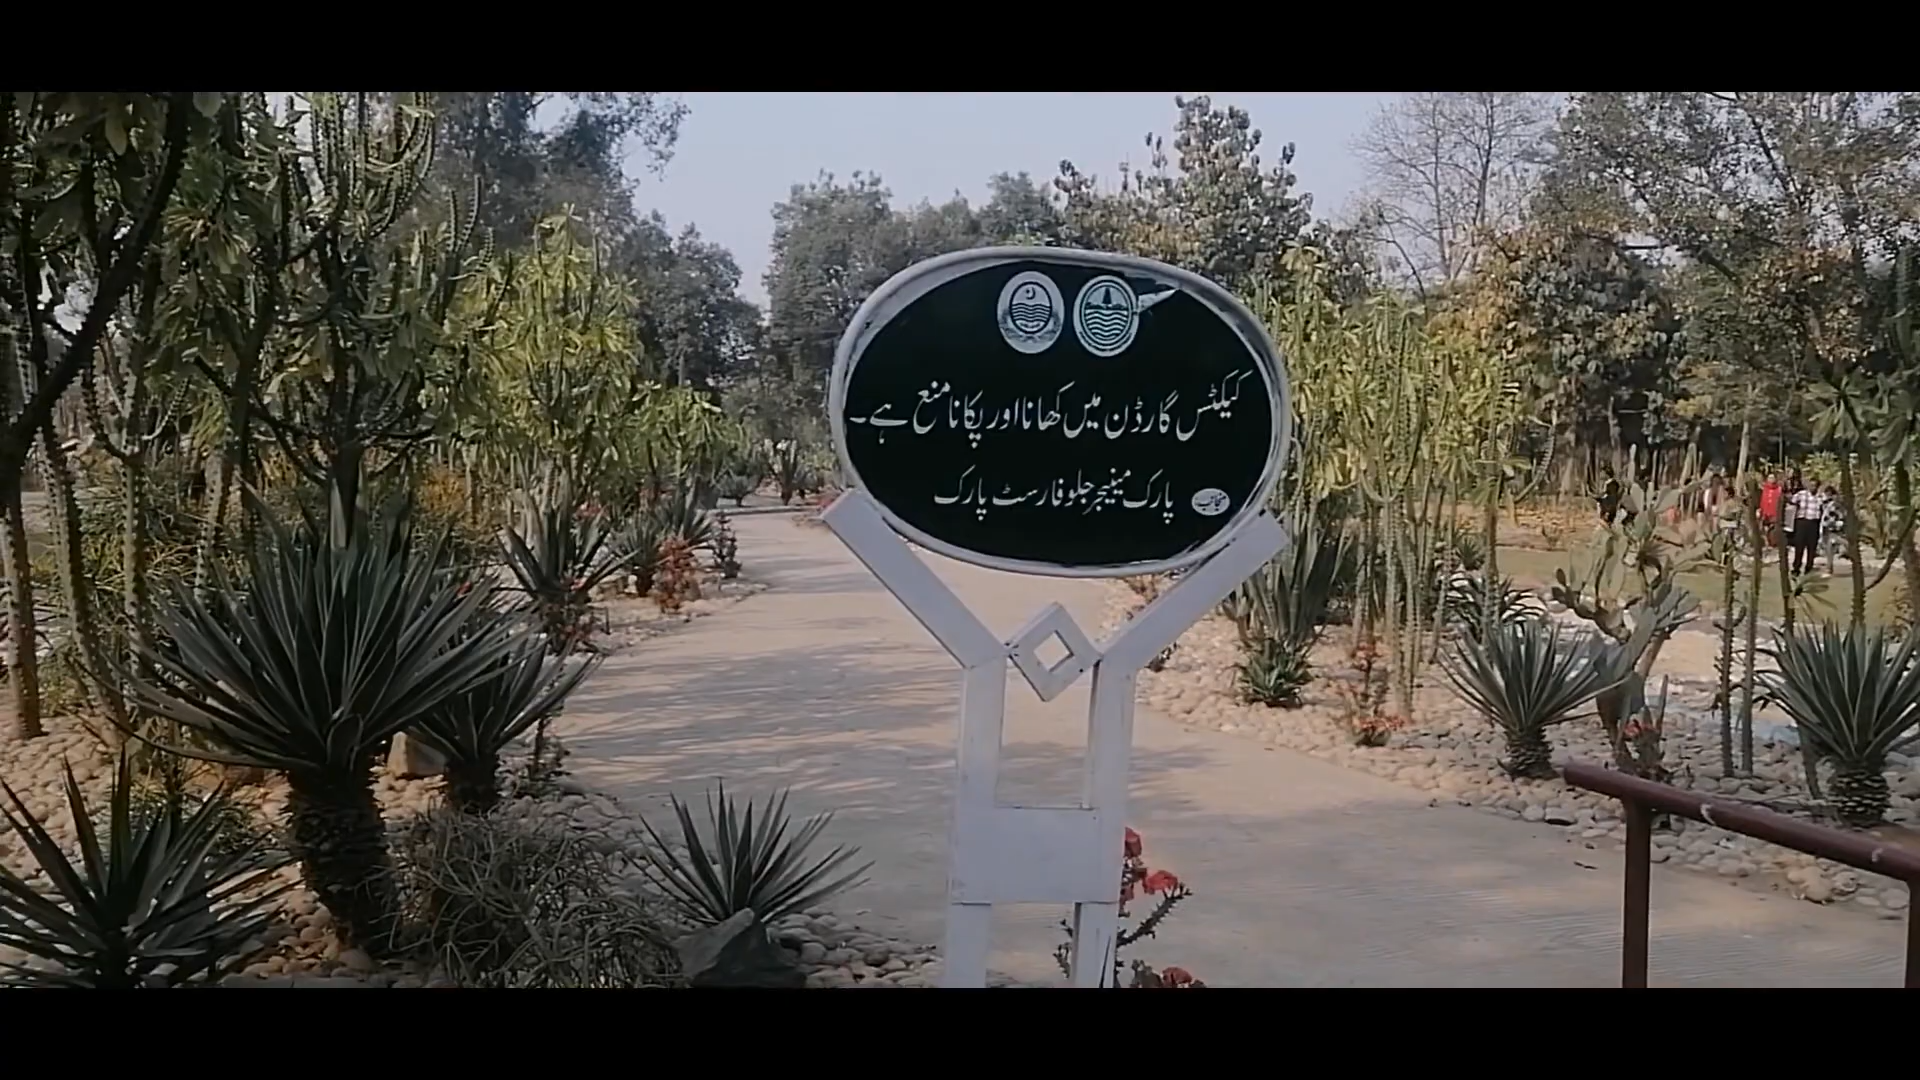 کیکٹس گارڈن میں کھانا اور پکانا منع ہے۔
منجانب پارک مینیجر جلو فارسٹ پارک